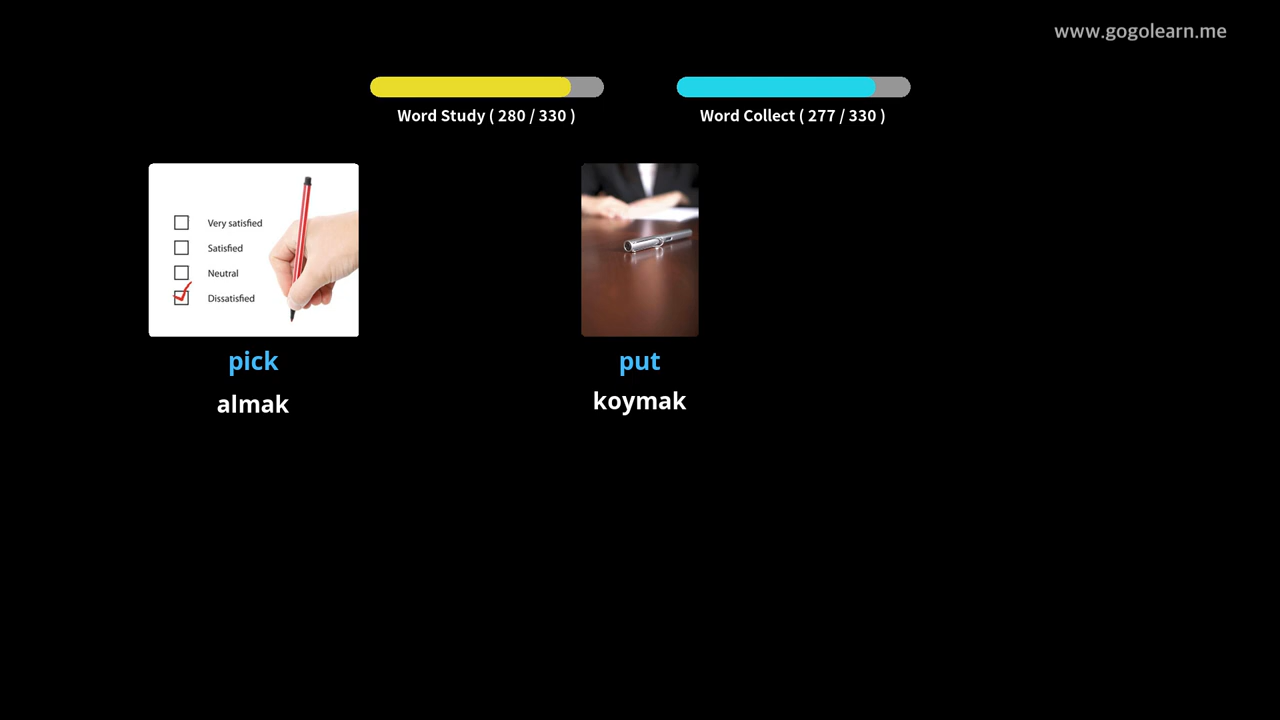 www.gogolearn.me
Word Study ( 280 / 330 )
Word Collect ( 277 / 330 )
Very satisfied
Satisfied
Neutral
Dissatisfied
pick
put
almak
koymak